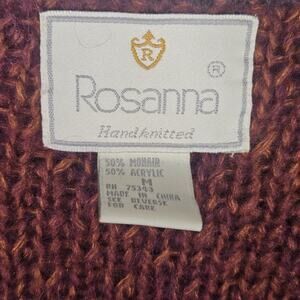 R
Rosanna ®
Handknitted
50% MOHAIR
50% ACRYLIC
M
RN 75343
MADE IN CHINA
SEE REVERSE
FOR CARE